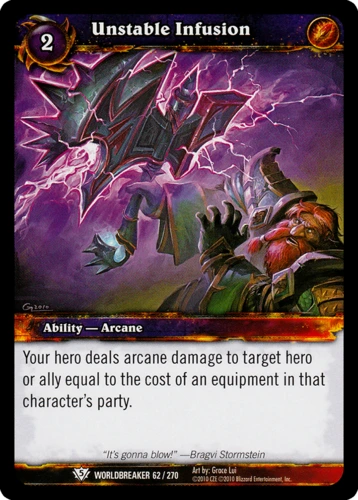 2
Unstable Infusion
G 2010
Ability — Arcane
Your hero deals arcane damage to target hero
or ally equal to the cost of an equipment in that
character's party.
"It's gonna blow!" —Bragvi Stormstein
5 WORLDBREAKER 62 / 270
Art by: Grace Lui
©2010 CZE ©2010 Blizzard Entertainment, Inc.